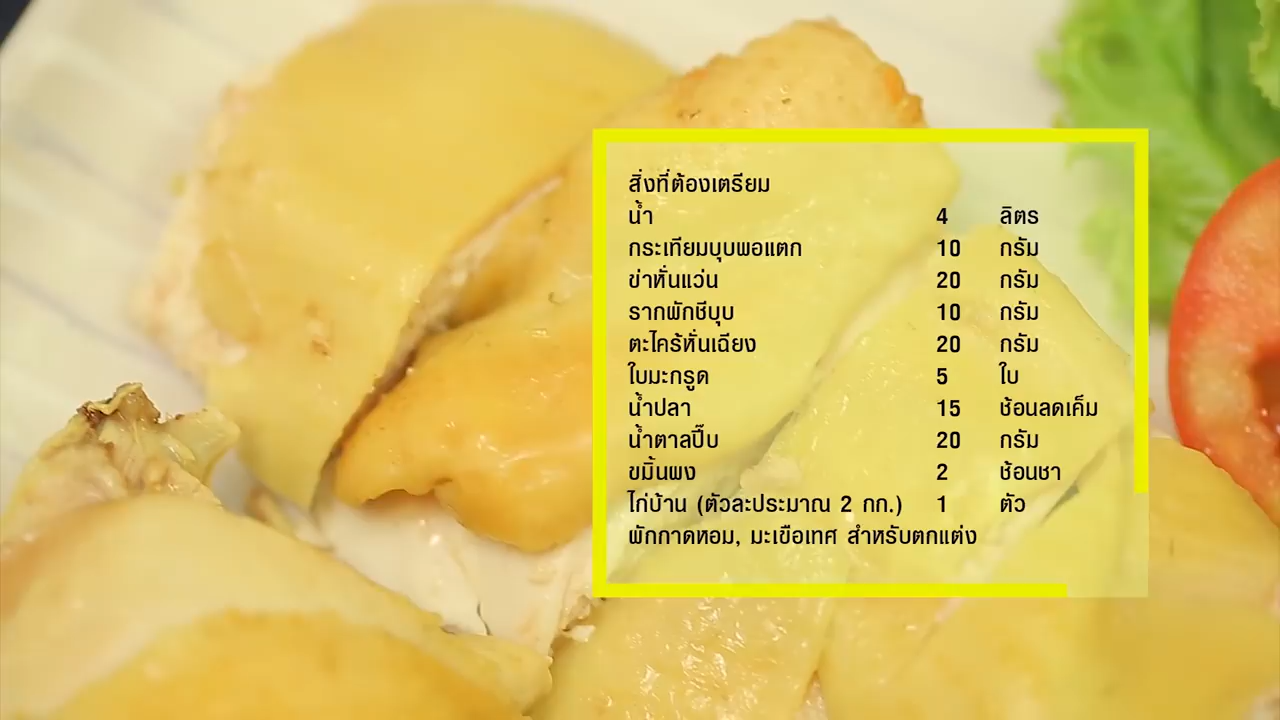 สิ่งที่ต้องเตรียม
น้ำ 4 ลิตร
กระเทียมบุบพอแตก 10 กรัม
ข่าหั่นแว่น 20 กรัม
รากผักชีบุบ 10 กรัม
ตะไคร้หั่นเฉียง 20 กรัม
ใบมะกรูด 5 ใบ
น้ำปลา 15 ช้อนลดเค็ม
น้ำตาลปี๊บ 20 กรัม
ขมิ้นผง 2 ช้อนชา
ไก่บ้าน (ตัวละประมาณ 2 กก.) 1 ตัว
ผักกาดหอม, มะเขือเทศ สำหรับตกแต่ง